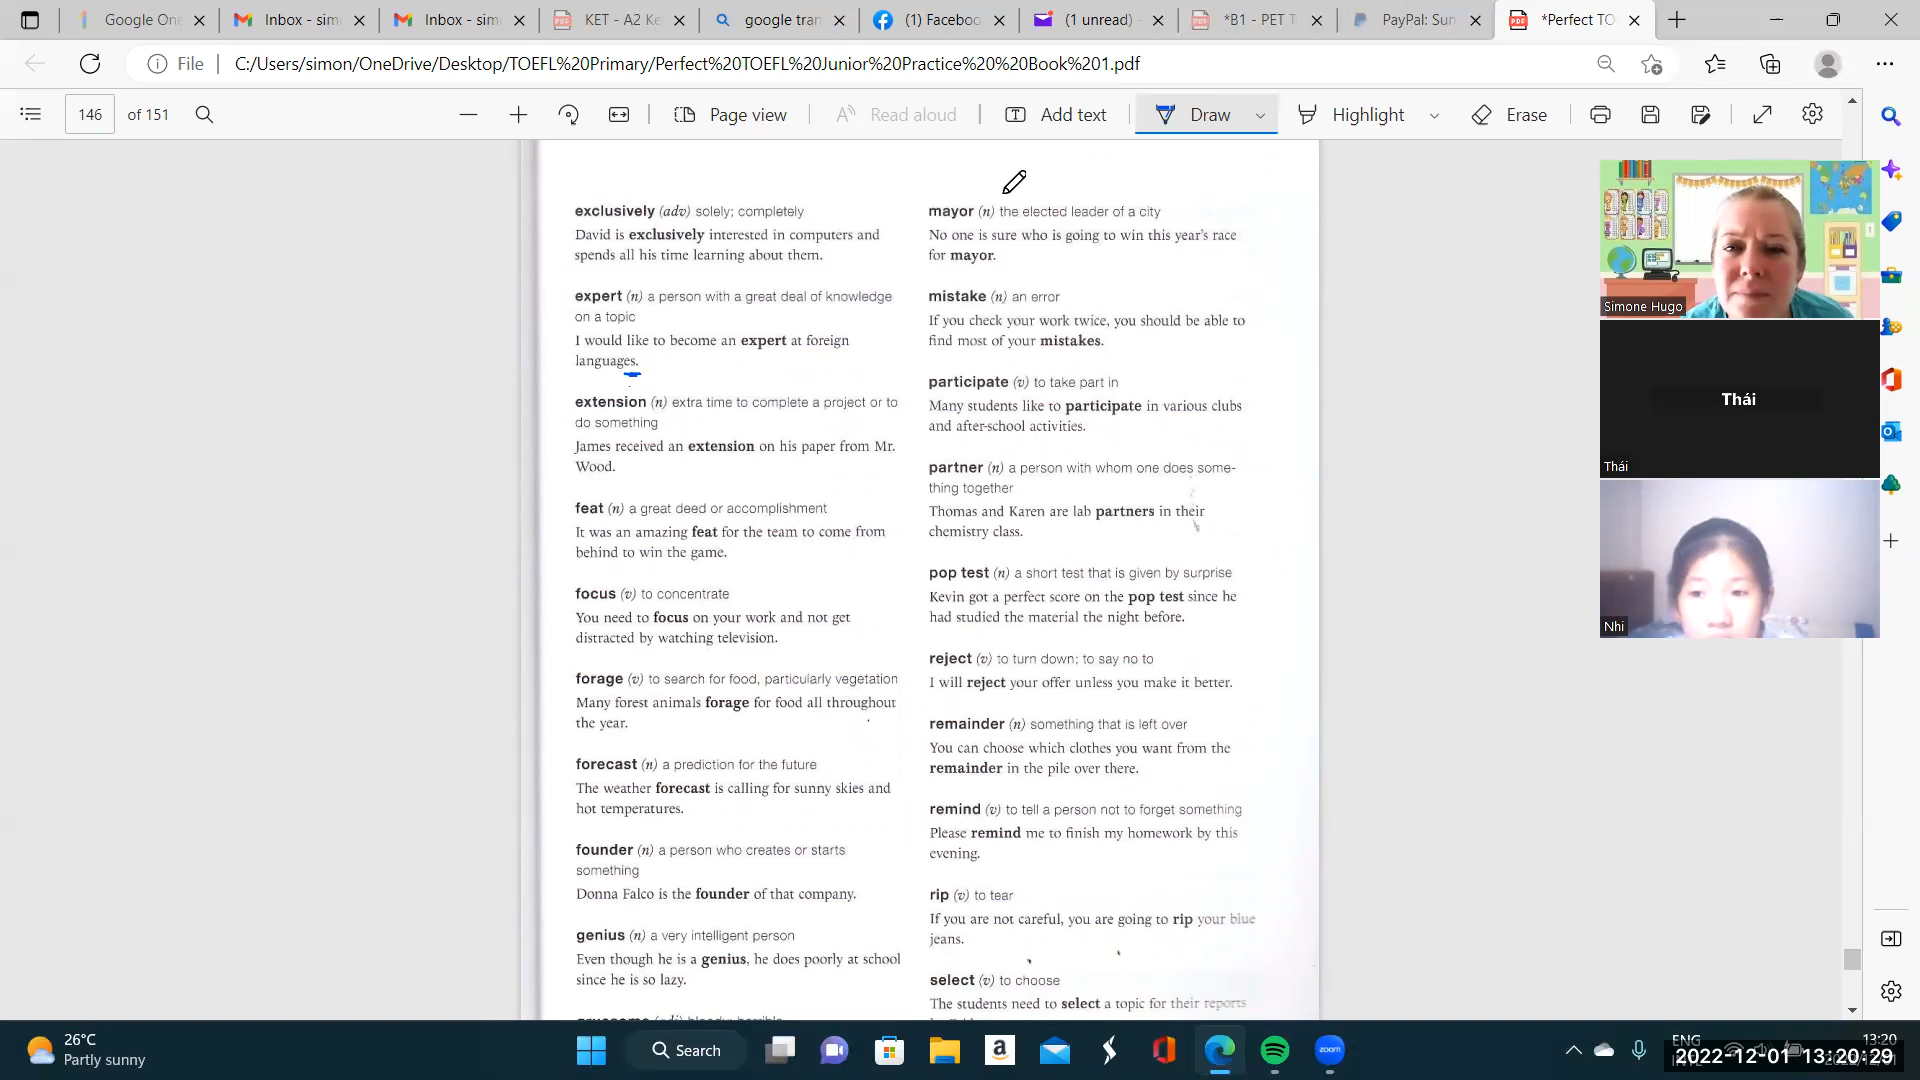 Google One
Inbox - sim
Inbox - sim
KET - A2 Ke
google tran
(1) Faceboo
(1 unread) -
*B1 - PET T
PayPal: Sun
*Perfect TO
File
C:/Users/simon/OneDrive/Desktop/TOEFL%20Primary/Perfect%20TOEFL%20Junior%20Practice%20%20Book%201.pdf
146 of 151
Page view
Read aloud
Add text
Draw
Highlight
Erase
exclusively (adv) solely; completely
David is exclusively interested in computers and
spends all his time learning about them.
expert (n) a person with a great deal of knowledge
on a topic
I would like to become an expert at foreign
languages.
extension (n) extra time to complete a project or to
do something
James received an extension on his paper from Mr.
Wood.
feat (n) a great deed or accomplishment
It was an amazing feat for the team to come from
behind to win the game.
focus (v) to concentrate
You need to focus on your work and not get
distracted by watching television.
forage (v) to search for food, particularly vegetation
Many forest animals forage for food all throughout
the year.
forecast (n) a prediction for the future
The weather forecast is calling for sunny skies and
hot temperatures.
founder (n) a person who creates or starts
something
Donna Falco is the founder of that company.
genius (n) a very intelligent person
Even though he is a genius, he does poorly at school
since he is so lazy.
mayor (n) the elected leader of a city
No one is sure who is going to win this year's race
for mayor.
mistake (n) an error
If you check your work twice, you should be able to
find most of your mistakes.
participate (v) to take part in
Many students like to participate in various clubs
and after-school activities.
partner (n) a person with whom one does some-
thing together
Thomas and Karen are lab partners in their
chemistry class.
pop test (n) a short test that is given by surprise
Kevin got a perfect score on the pop test since he
had studied the material the night before.
reject (v) to turn down; to say no to
I will reject your offer unless you make it better.
remainder (n) something that is left over
You can choose which clothes you want from the
remainder in the pile over there.
remind (v) to tell a person not to forget something
Please remind me to finish my homework by this
evening.
rip (v) to tear
If you are not careful, you are going to rip your blue
jeans.
select (v) to choose
The students need to select a topic for their reports
Simone Hugo
Thái
Thái
Nhi
26°C
Partly sunny
Search
zoom
ENG
13:20
2022-12-01 13:20:29